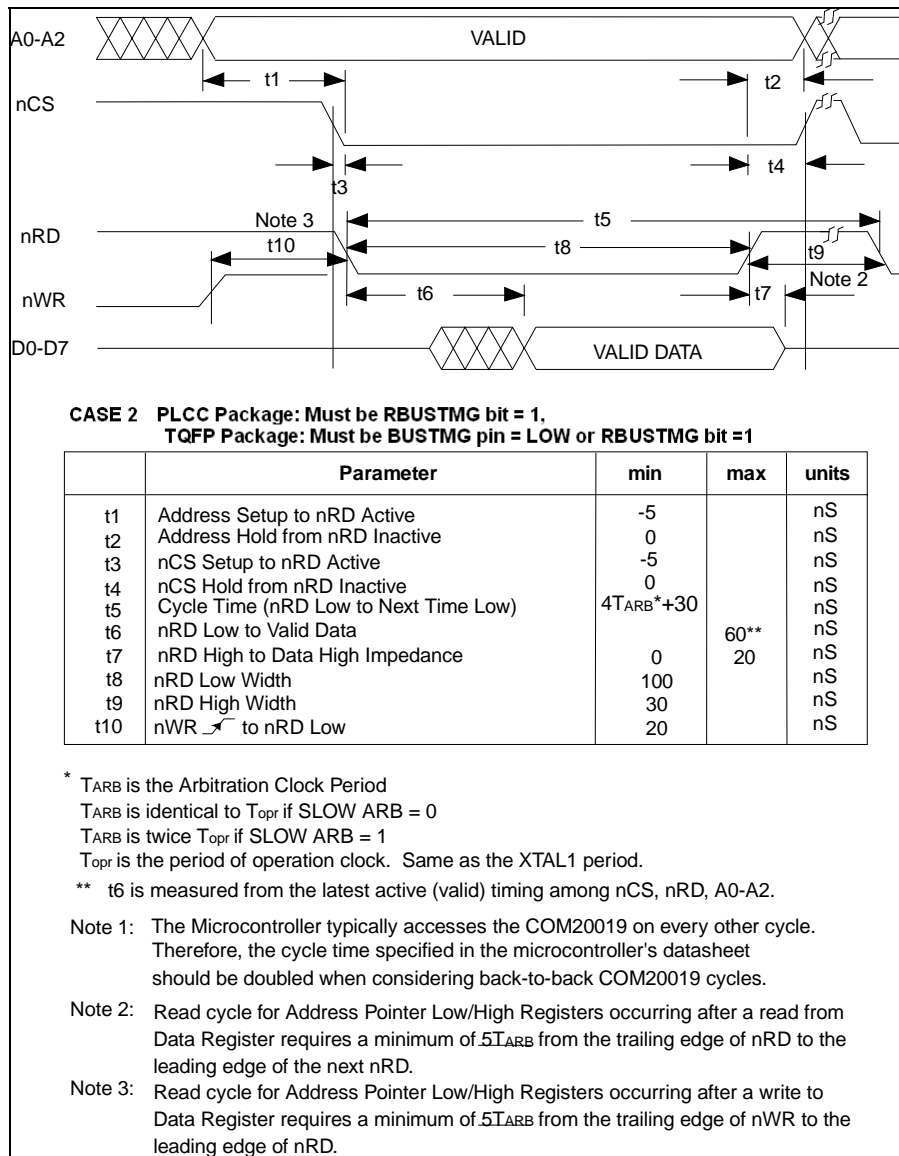 A0-A2
VALID
t1
t2
nCS
t3
t4
Note 3
t5
nRD
t10
t8
t9
Note 2
nWR
t6
t7
D0-D7
VALID DATA
CASE 2 PLCC Package: Must be RBUSTMG bit = 1,
TQFP Package: Must be BUSTMG pin = LOW or RBUSTMG bit =1
Parameter min max units
t1 Address Setup to nRD Active -5 nS
t2 Address Hold from nRD Inactive 0 nS
t3 nCS Setup to nRD Active -5 nS
t4 nCS Hold from nRD Inactive 0 nS
t5 Cycle Time (nRD Low to Next Time Low) 4TARB*+30 nS
t6 nRD Low to Valid Data 60** nS
t7 nRD High to Data High Impedance 0 20 nS
t8 nRD Low Width 100 nS
t9 nRD High Width 30 nS
t10 nWR to nRD Low 20 nS
* TARB is the Arbitration Clock Period
TARB is identical to Topr if SLOW ARB = 0
TARB is twice Topr if SLOW ARB = 1
Topr is the period of operation clock. Same as the XTAL1 period.
** t6 is measured from the latest active (valid) timing among nCS, nRD, A0-A2.
Note 1: The Microcontroller typically accesses the COM20019 on every other cycle.
Therefore, the cycle time specified in the microcontroller's datasheet
should be doubled when considering back-to-back COM20019 cycles.
Note 2: Read cycle for Address Pointer Low/High Registers occurring after a read from
Data Register requires a minimum of 5TARB from the trailing edge of nRD to the
leading edge of the next nRD.
Note 3: Read cycle for Address Pointer Low/High Registers occurring after a write to
Data Register requires a minimum of 5TARB from the trailing edge of nWR to the
leading edge of nRD.